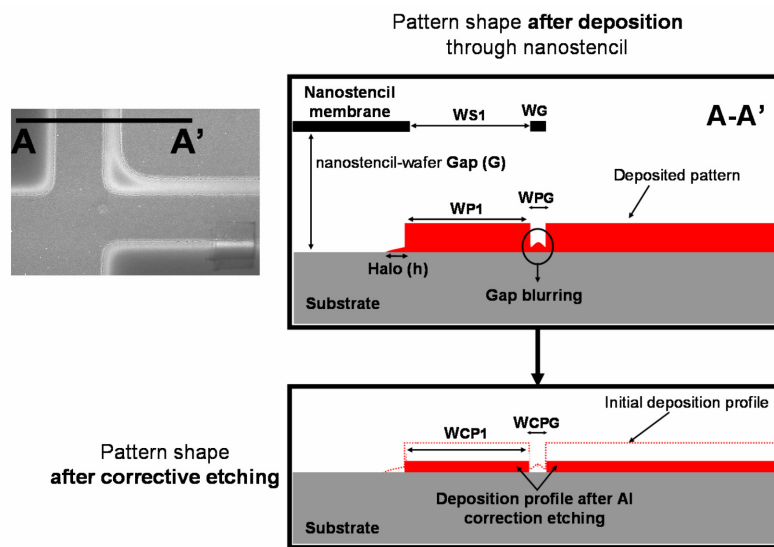 Pattern shape after deposition
through nanostencil
A
A'
Nanostencil
membrane
WS1
WG
A-A'
nanostencil-wafer Gap (G)
Deposited pattern
WP1
WPG
Halo (h)
Gap blurring
Substrate
Pattern shape
after corrective etching
WCP1
WCPG
Initial deposition profile
Deposition profile after Al
correction etching
Substrate